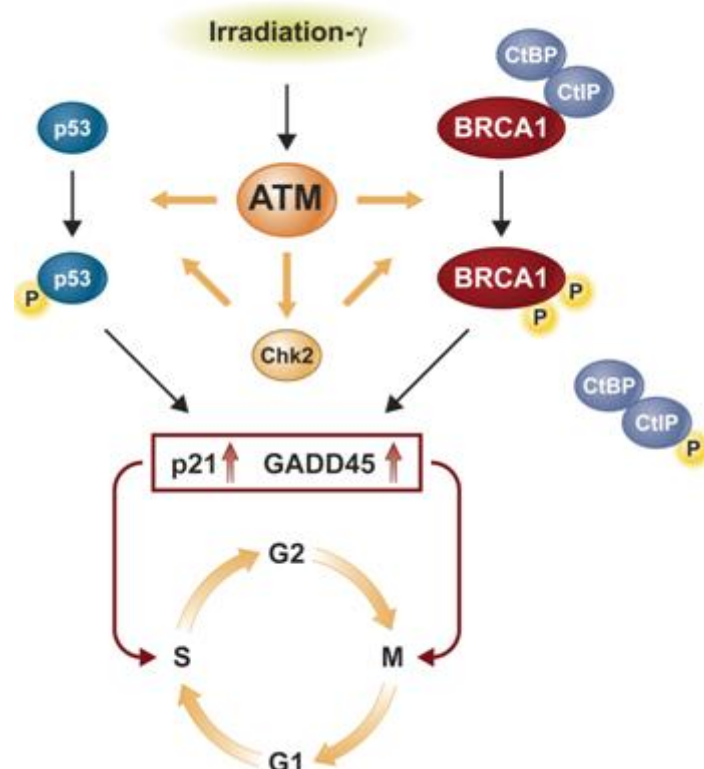 Irradiation-γ
CtBP
CtIP
p53
BRCA1
ATM
p53
P
BRCA1
P
P
Chk2
CtBP
CtIP
P
p21 GADD45
G2
S
M
G1